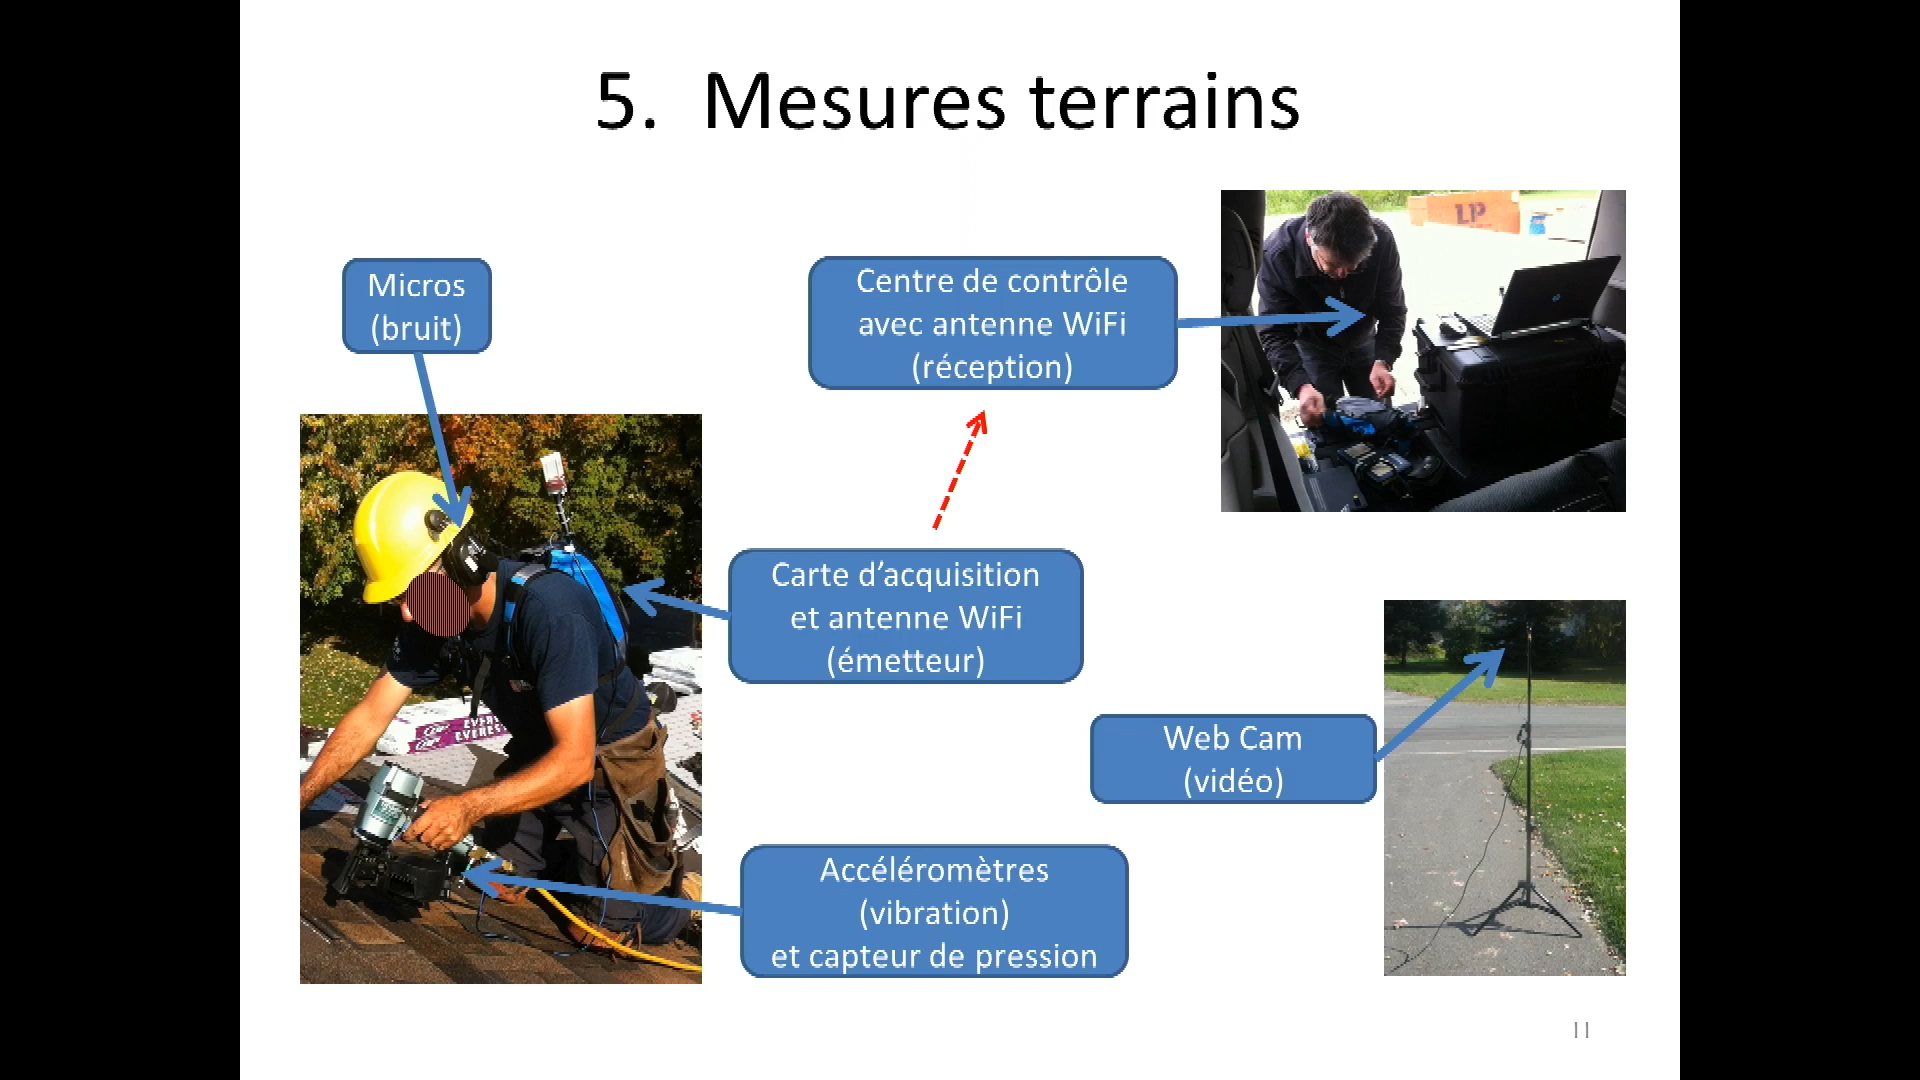 5. Mesures terrains
Micros
(bruit)
Centre de contrôle
avec antenne WiFi
(réception)
LP
Carte d’acquisition
et antenne WiFi
(émetteur)
Web Cam
(vidéo)
Accéléromètres
(vibration)
et capteur de pression
11